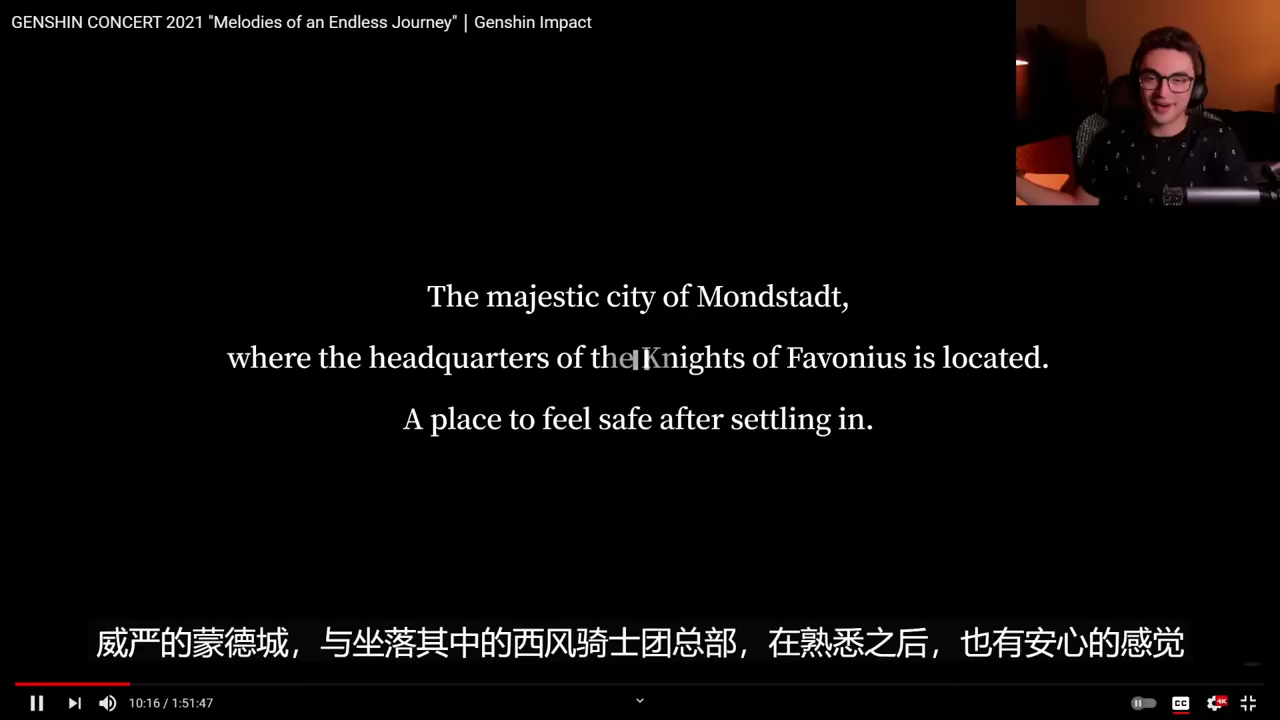 GENSHIN CONCERT 2021 "Melodies of an Endless Journey" | Genshin Impact
The majestic city of Mondstadt,
where the headquarters of the Knights of Favonius is located.
A place to feel safe after settling in.
威严的蒙德城，与坐落其中的西风骑士团总部，在熟悉之后，也有安心的感觉
10:16 / 1:51:47
CC
4K